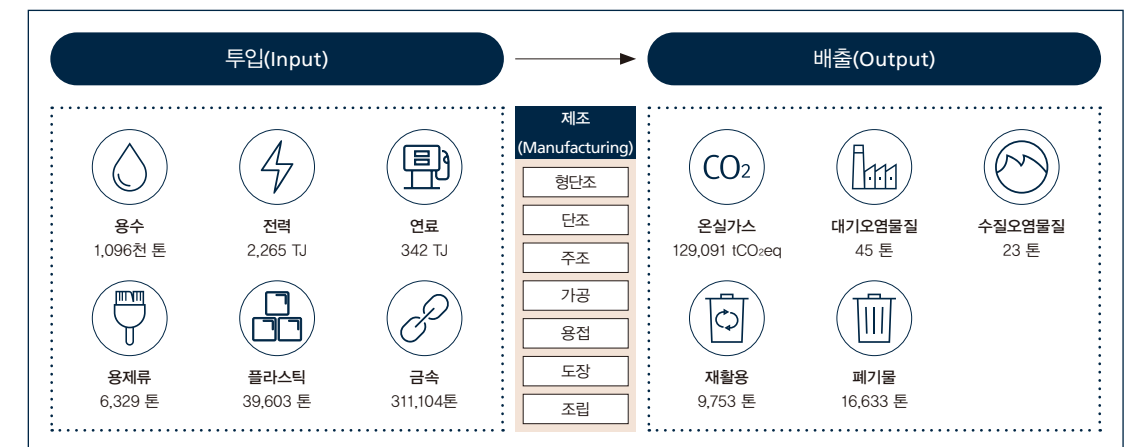 투입(Input)
배출(Output)
제조
(Manufacturing)
형단조
단조
주조
가공
용접
도장
조립
용수
1,096천 톤
전력
2,265 TJ
연료
342 TJ
용제류
6,329 톤
플라스틱
39,603 톤
금속
311,104톤
CO₂
온실가스
129,091 tCO₂eq
대기오염물질
45 톤
수질오염물질
23 톤
재활용
9,753 톤
폐기물
16,633 톤